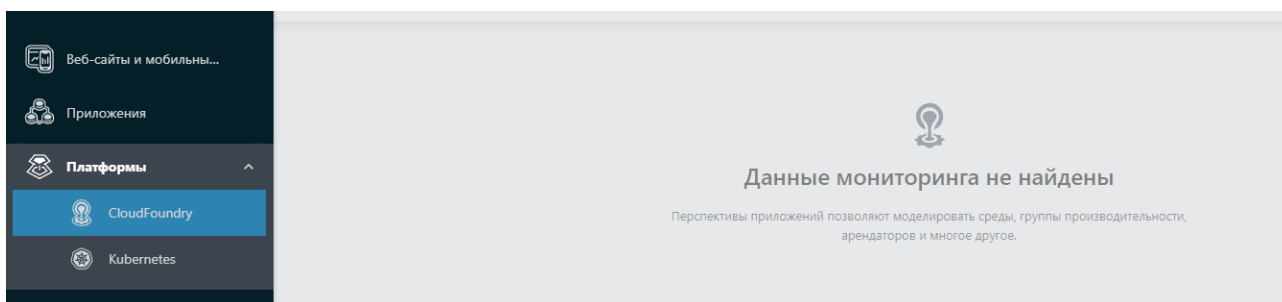 Веб-сайты и мобильны...
Приложения
Платформы
CloudFoundry
Kubernetes
Данные мониторинга не найдены
Перспективы приложений позволяют моделировать среды, группы производительности,
арендаторов и многое другое.